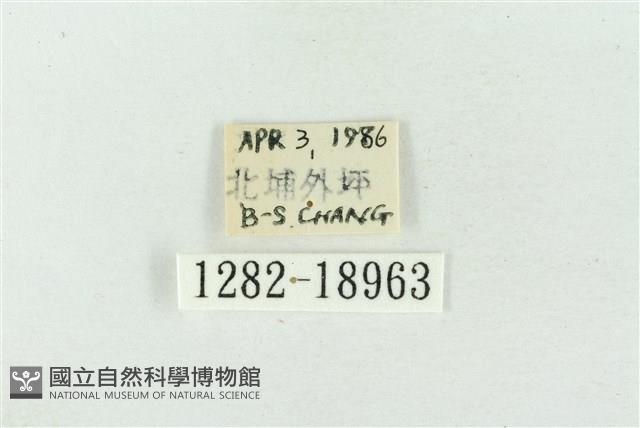 APR 3, 1986
北埔外坪
B-S. CHANG
1282-18963
國立自然科學博物館
NATIONAL MUSEUM OF NATURAL SCIENCE